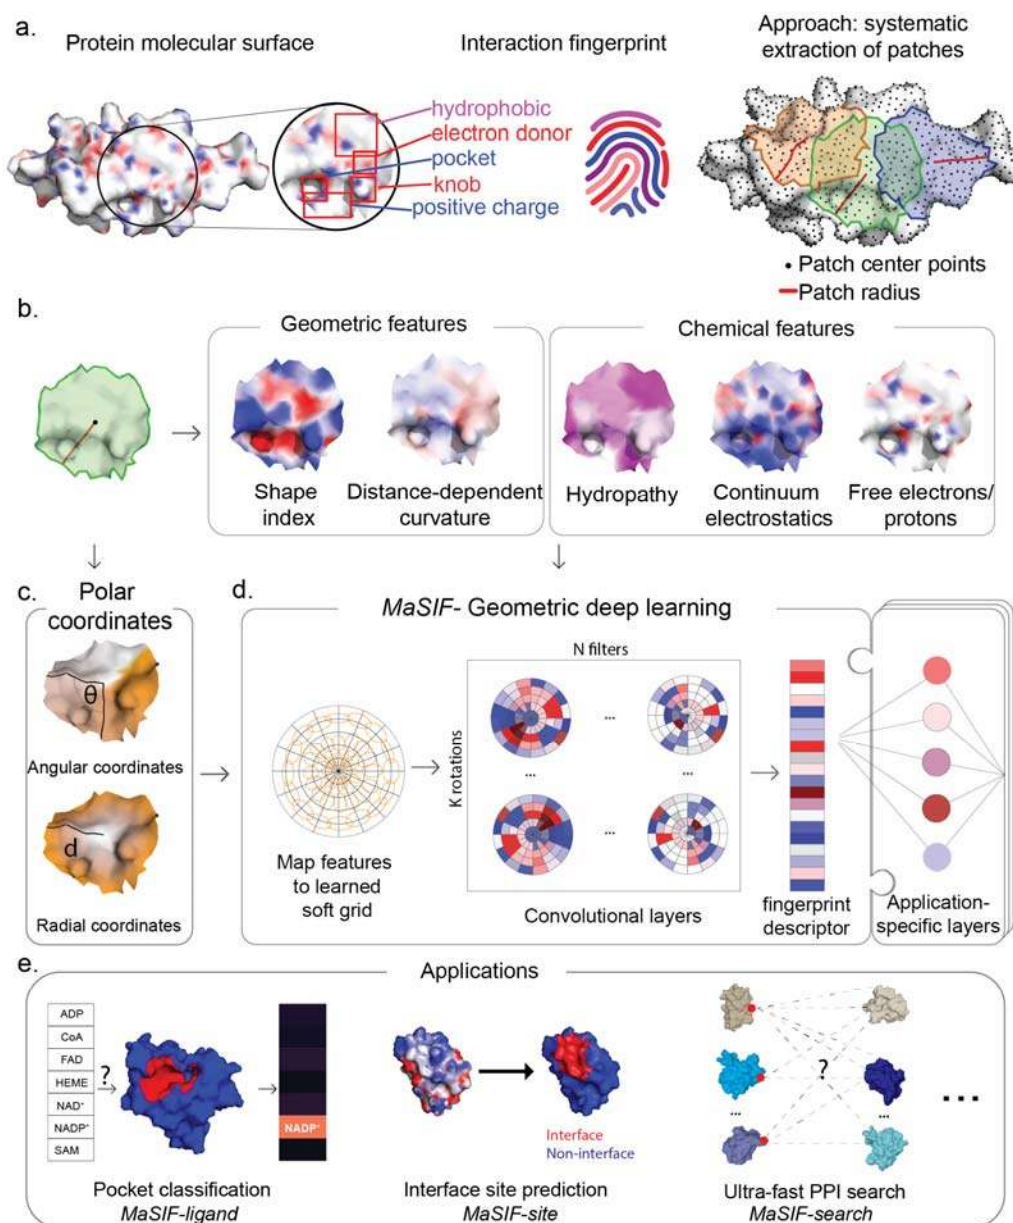 a.
Protein molecular surface
Interaction fingerprint
Approach: systematic
extraction of patches
hydrophobic
electron donor
pocket
knob
positive charge
• Patch center points
Patch radius
b.
Geometric features
Chemical features
Shape
index
Distance-dependent
curvature
Hydropathy
Continuum
electrostatics
Free electrons/
protons
c.
Polar
coordinates
θ
Angular coordinates
d
Radial coordinates
d.
MaSIF- Geometric deep learning
N filters
K rotations
...
...
...
...
Map features
to learned
soft grid
Convolutional layers
fingerprint
descriptor
Application-
specific layers
e.
Applications
ADP
CoA
FAD
HEME
NAD⁺
NADP⁺
SAM
?
NADP⁺
Pocket classification
MaSIF-ligand
Interface
Non-interface
Interface site prediction
MaSIF-site
?
...
...
...
Ultra-fast PPI search
MaSIF-search